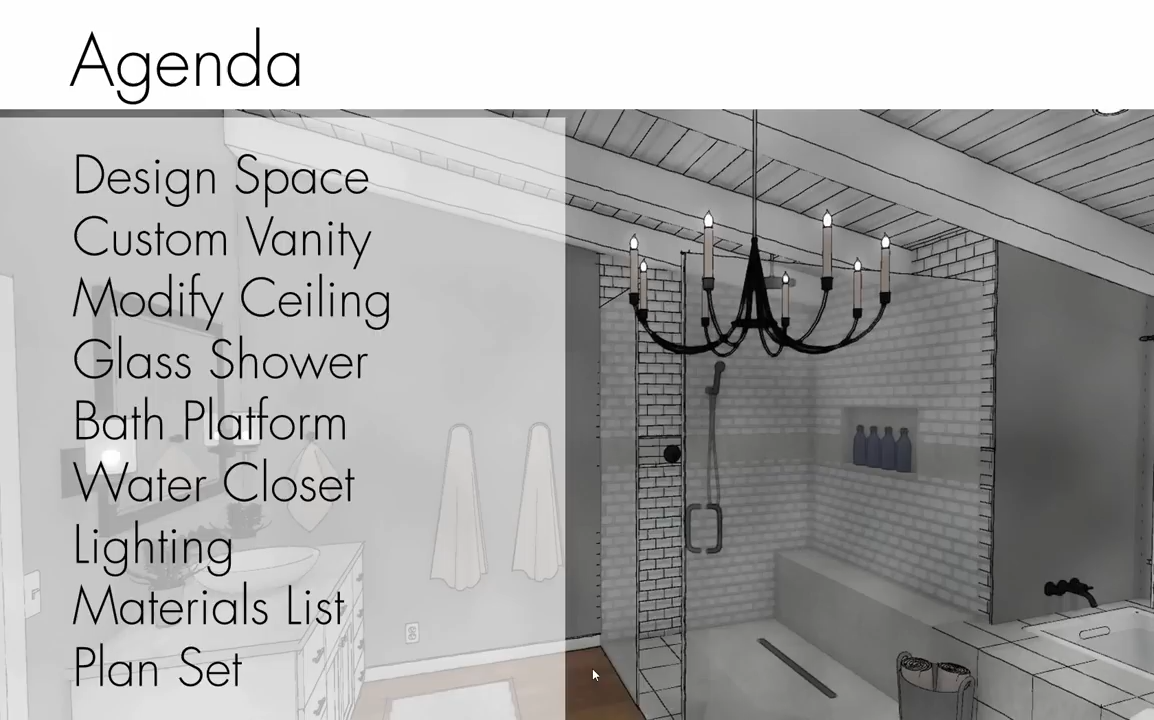 Agenda
Design Space
Custom Vanity
Modify Ceiling
Glass Shower
Bath Platform
Water Closet
Lighting
Materials List
Plan Set